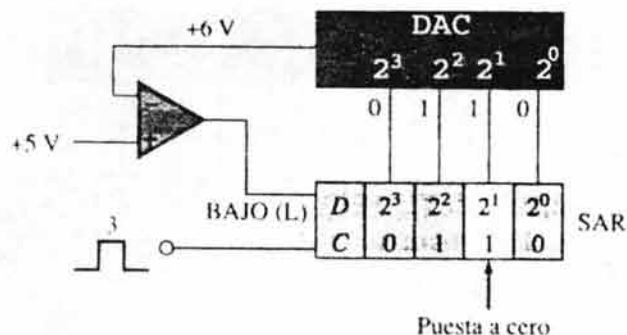 DAC
+6 V
2³ 2² 2¹ 2⁰
0 1 1 0
+
+5 V
BAJO (L)
D 2³ 2² 2¹ 2⁰
SAR
C 0 1 1 0
3
Puesta a cero